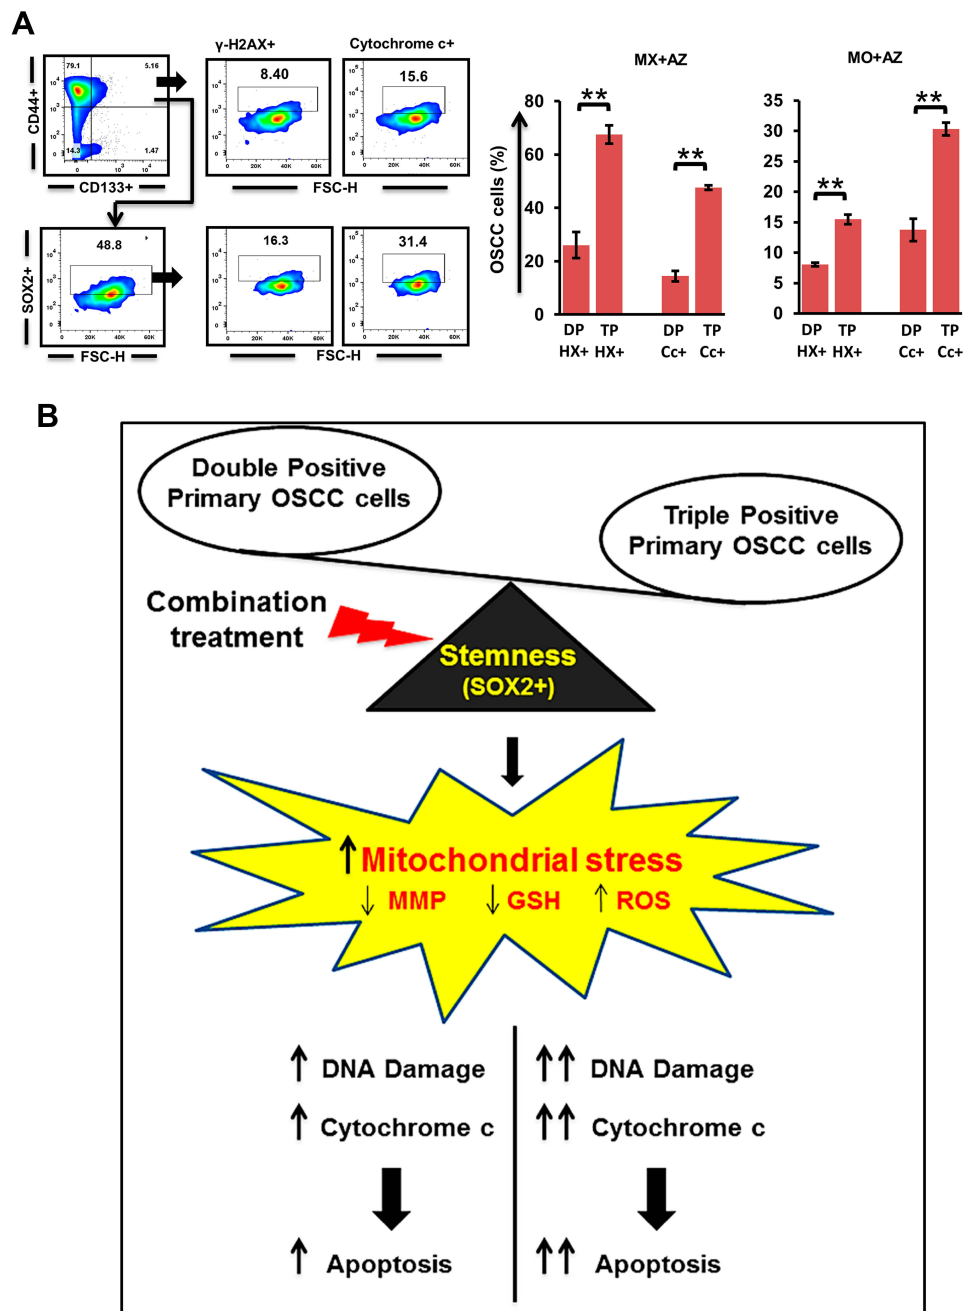 A
γ-H2AX+
Cytochrome c+
79.1
5.16
14.3
1.47
CD44+
CD133+
8.40
15.6
FSC-H
48.8
SOX2+
FSC-H
16.3
31.4
FSC-H
MX+AZ
OSCC cells (%)
80
60
40
20
0
**
**
DP TP DP TP
HX+ HX+ Cc+ Cc+
MO+AZ
35
30
25
20
15
10
5
0
**
**
DP TP DP TP
HX+ HX+ Cc+ Cc+
B
Double Positive
Primary OSCC cells
Triple Positive
Primary OSCC cells
Combination
treatment
Stemness
(SOX2+)
↑Mitochondrial stress
↓ MMP ↓ GSH ↑ ROS
↑ DNA Damage
↑ Cytochrome c
↑ Apoptosis
↑↑ DNA Damage
↑↑ Cytochrome c
↑↑ Apoptosis